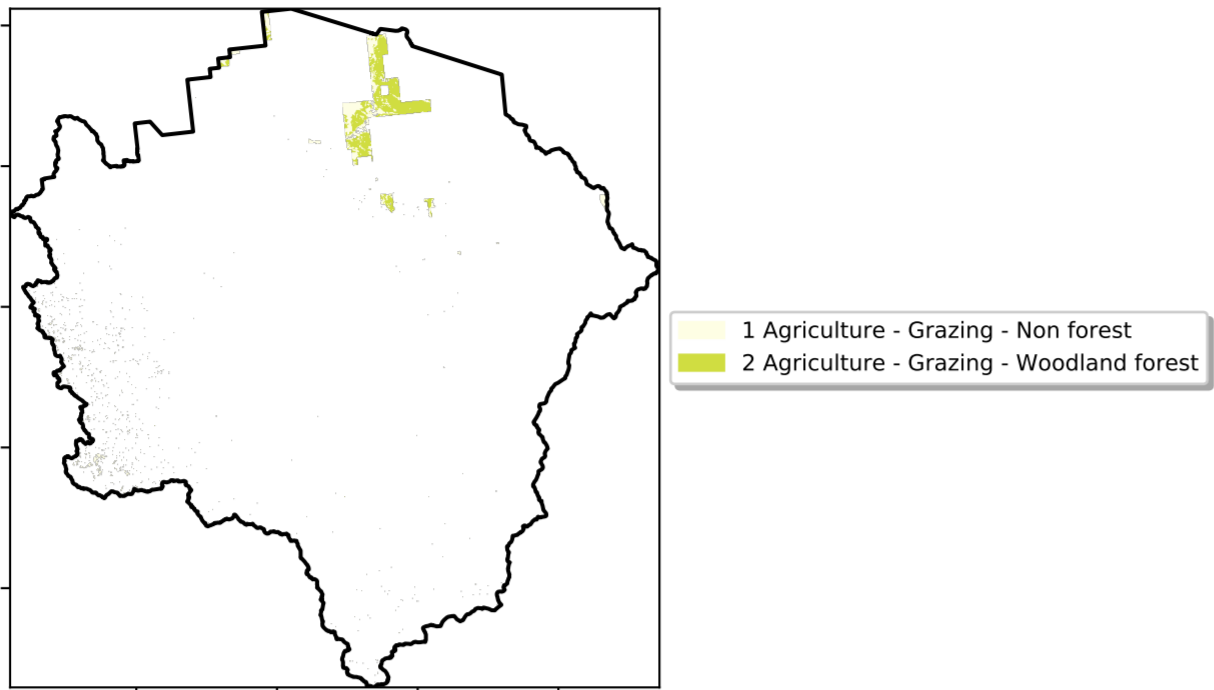 1 Agriculture - Grazing - Non forest
2 Agriculture - Grazing - Woodland forest